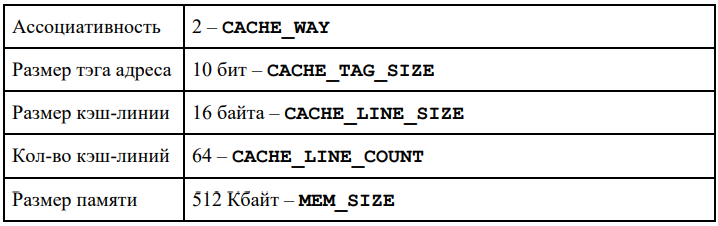 Ассоциативность 2 – CACHE_WAY
Размер тэга адреса 10 бит – CACHE_TAG_SIZE
Размер кэш-линии 16 байта – CACHE_LINE_SIZE
Кол-во кэш-линий 64 – CACHE_LINE_COUNT
Размер памяти 512 Кбайт – MEM_SIZE